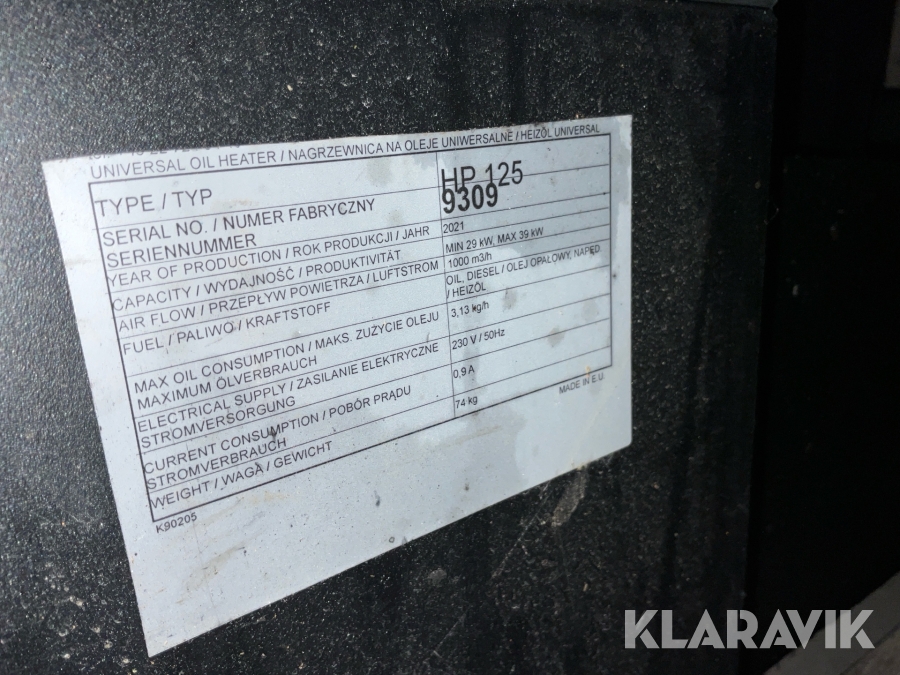 UNIVERSAL OIL HEATER / NAGRZEWNICA NA OLEJE UNIWERSALNE / HEIZÖL UNIVERSAL
TYPE / TYP
HP 125
SERIAL NO. / NUMER FABRYCZNY
SERIENNUMMER
9309
YEAR OF PRODUCTION / ROK PRODUKCJI / JAHR
2021
CAPACITY / WYDAJNOŚĆ / PRODUKTIVITÄT
MIN 29 kW, MAX 39 kW
AIR FLOW / PRZEPŁYW POWIETRZA / LUFTSTROM
1000 m3/h
FUEL / PALIWO / KRAFTSTOFF
OIL, DIESEL / OLEJ OPAŁOWY, NAPĘD
/ HEIZÖL
MAX OIL CONSUMPTION / MAKS. ZUŻYCIE OLEJU
MAXIMUM ÖLVERBRAUCH
3,13 kg/h
ELECTRICAL SUPPLY / ZASILANIE ELEKTRYCZNE
STROMVERSORGUNG
230 V / 50Hz
CURRENT CONSUMPTION / POBÓR PRĄDU
STROMVERBRAUCH
0,9 A
WEIGHT / WAGA / GEWICHT
74 kg
MADE IN E.U.
K90205
KLARAVIK